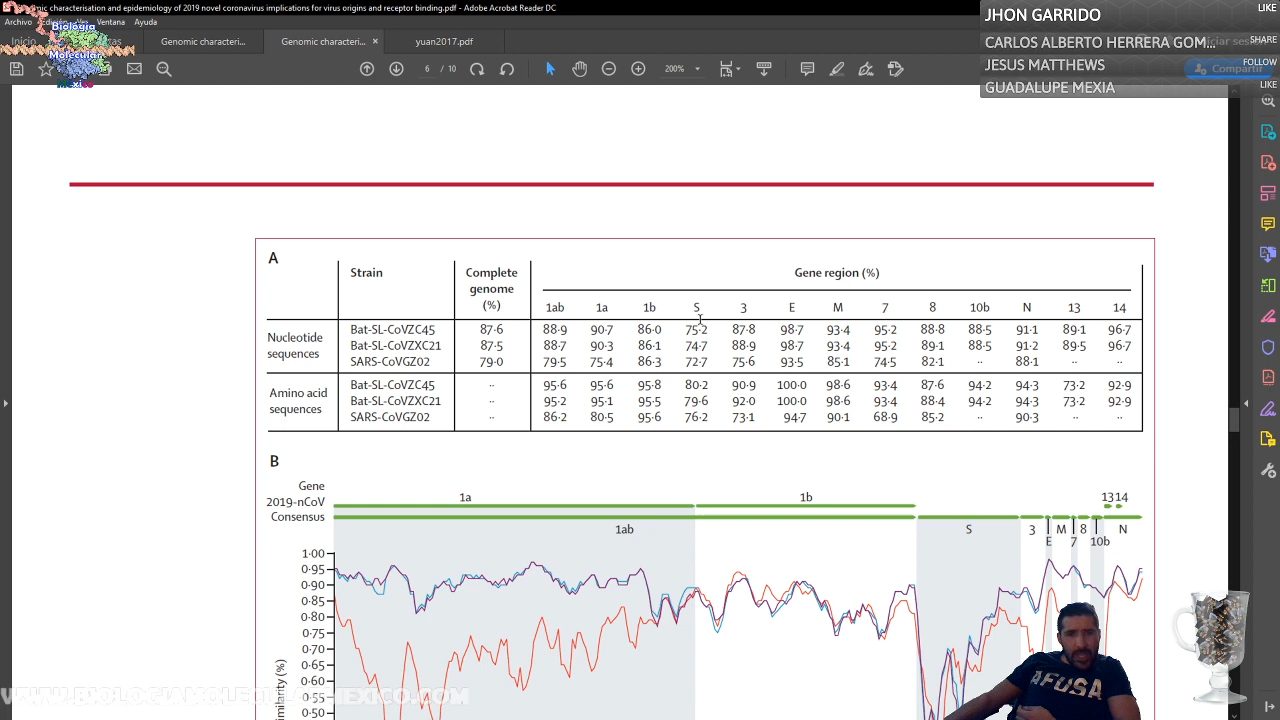 omic characterisation and epidemiology of 2019 novel coronavirus implications for virus origins and receptor binding.pdf - Adobe Acrobat Reader DC
Archivo Ver Ventana Ayuda
Inicio
Genomic characteri...
Genomic characteri... ×
yuan2017.pdf
Biología
Molecular
México
6 / 10
200%
Compartir
JHON GARRIDO
CARLOS ALBERTO HERRERA GOM...
JESUS MATTHEWS
GUADALUPE MEXIA
LIKE
SHARE
FOLLOW
LIKE
A
Strain Complete genome (%) Gene region (%)
1ab 1a 1b S 3 E M 7 8 10b N 13 14
Nucleotide sequences
Bat-SL-CoVZC45 87·6 88·9 90·7 86·0 75·2 87·8 98·7 93·4 95·2 88·8 88·5 91·1 89·1 96·7
Bat-SL-CoVZXC21 87·5 88·7 90·3 86·1 74·7 88·9 98·7 93·4 95·2 89·1 88·5 91·2 89·5 96·7
SARS-CoVGZ02 79·0 79·5 75·4 86·3 72·7 75·6 93·5 85·1 74·5 82·1 ·· 88·1 ·· ··
Amino acid sequences
Bat-SL-CoVZC45 ·· 95·6 95·6 95·8 80·2 90·9 100·0 98·6 93·4 87·6 94·2 94·3 73·2 92·9
Bat-SL-CoVZXC21 ·· 95·2 95·1 95·5 79·6 92·0 100·0 98·6 93·4 88·4 94·2 94·3 73·2 92·9
SARS-CoVGZ02 ·· 86·2 80·5 95·6 76·2 73·1 94·7 90·1 68·9 85·2 ·· 90·3 ·· ··
B
Gene
2019-nCoV
Consensus
1a 1b 13 14
1ab S 3 E M 7 8 10b N
1·00
0·95
0·90
0·85
0·80
0·75
0·70
0·65
0·60
0·55
0·50
imilarity (%)
AFUSA
WWW.BIOLOGIAMOLECULARMEXICO.COM